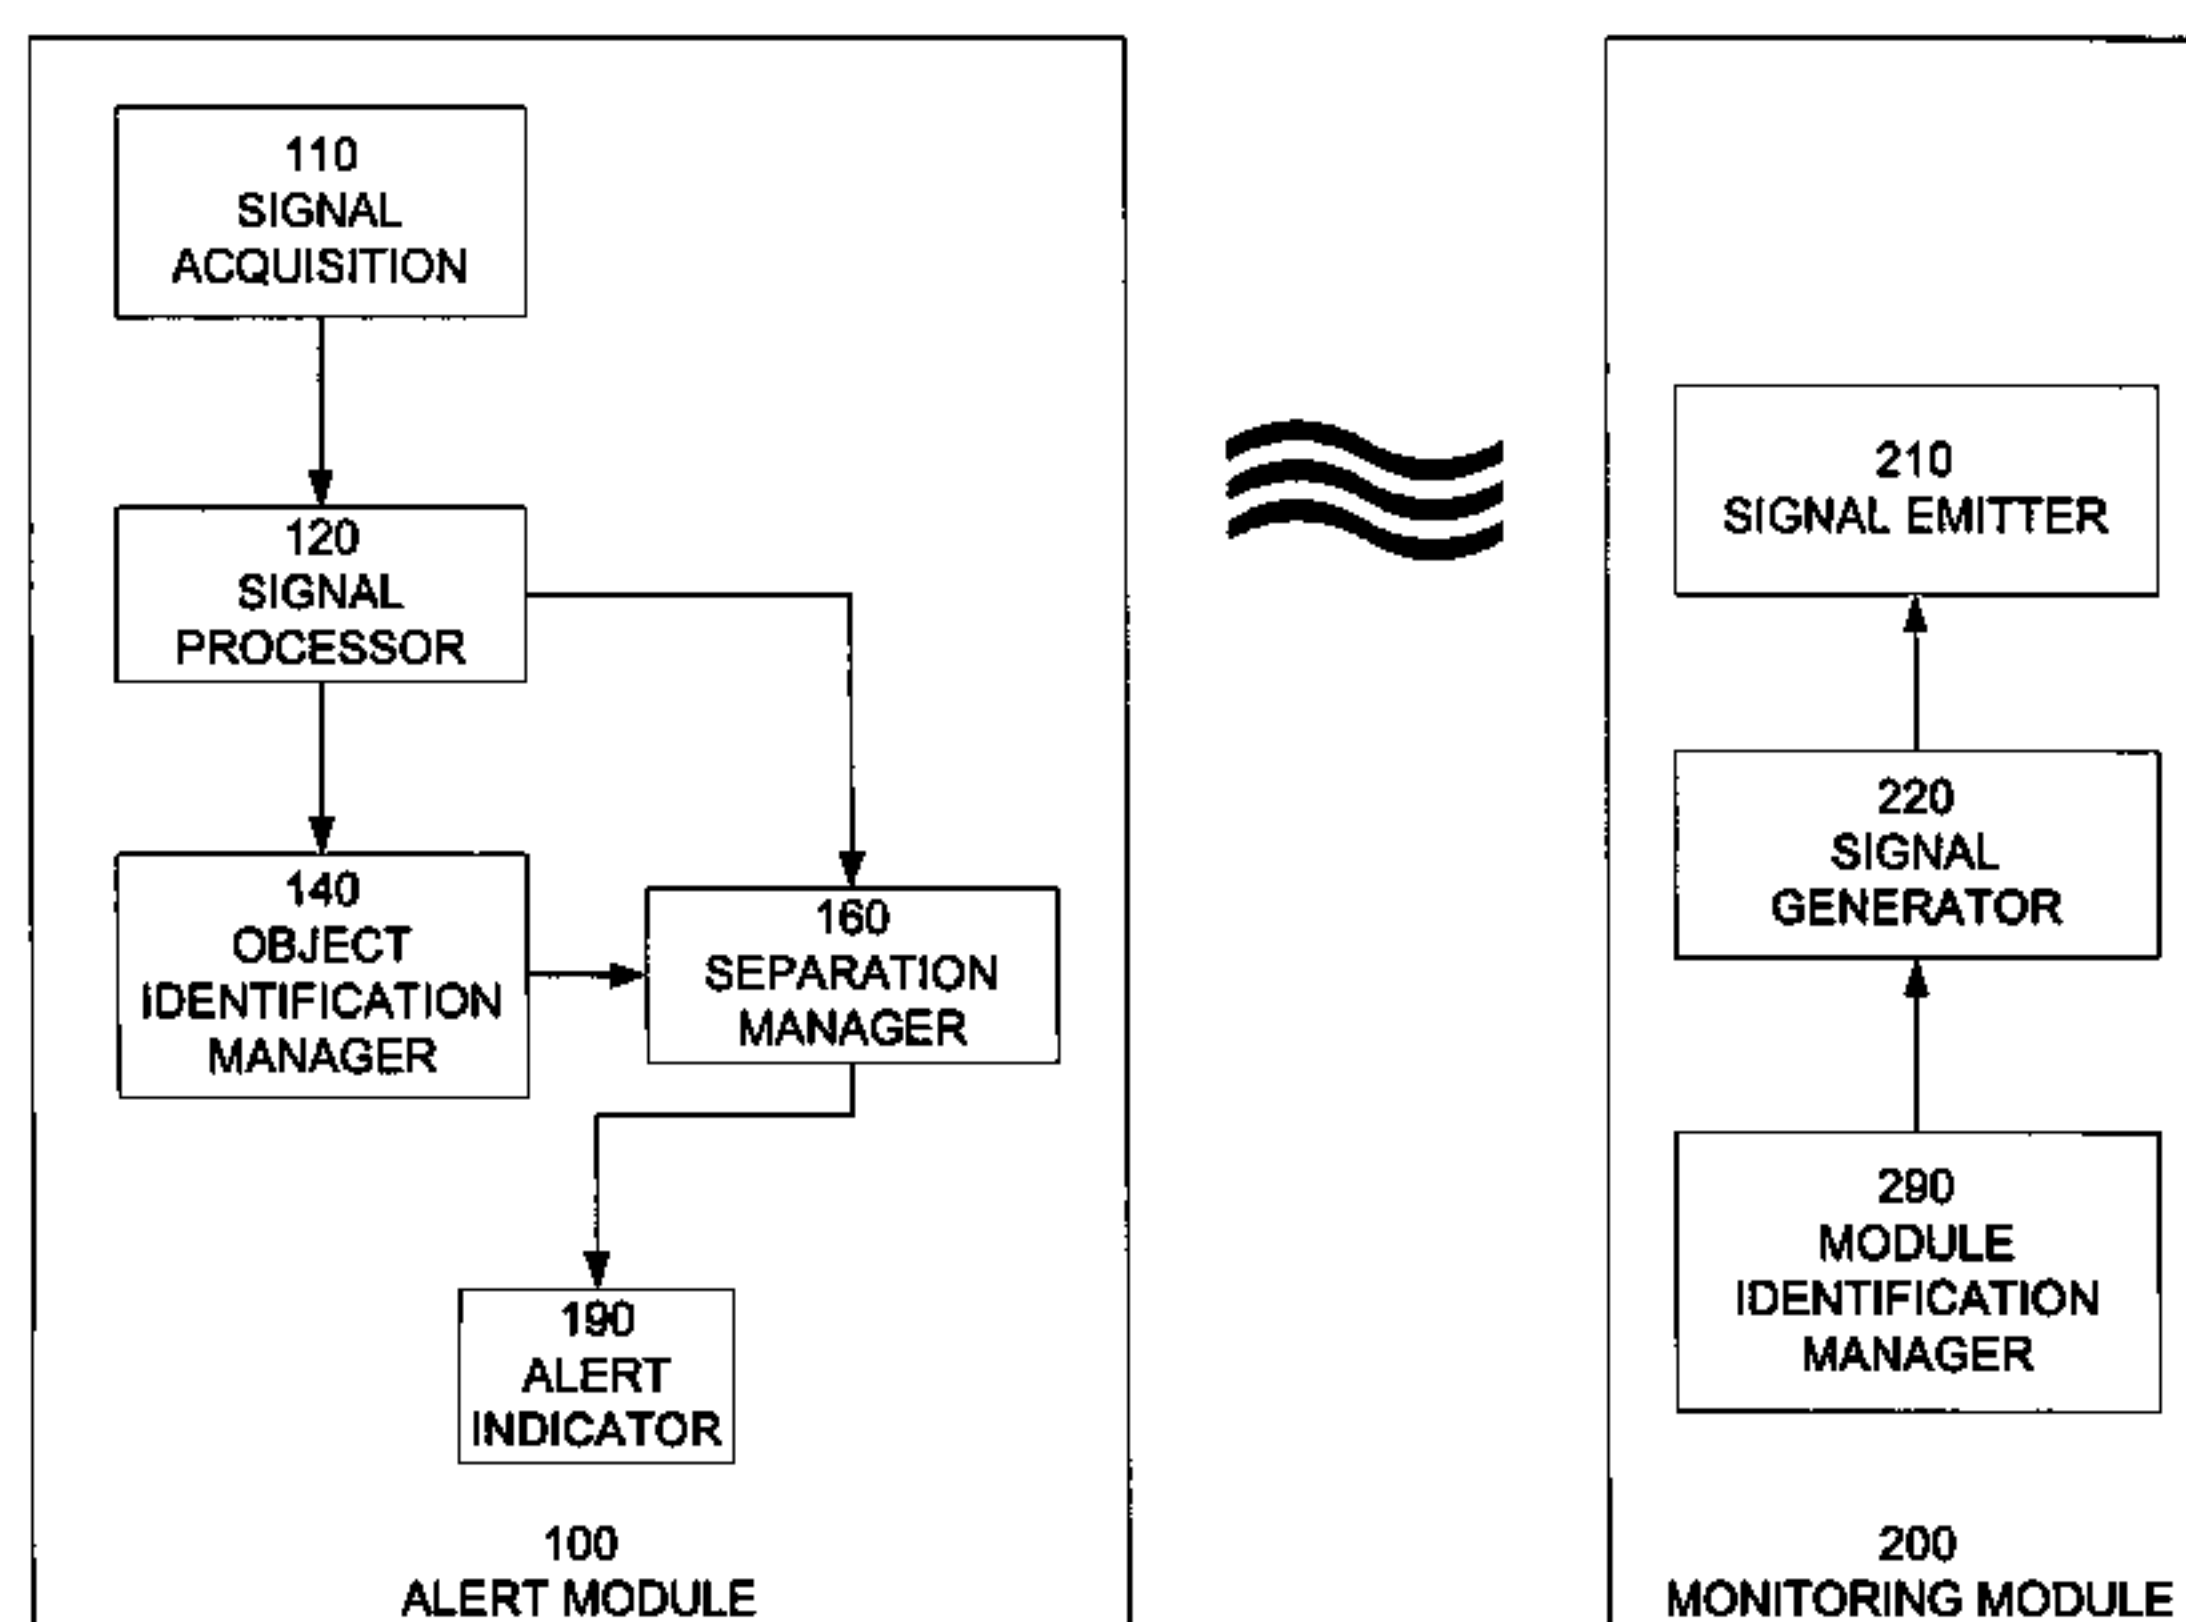 110
SIGNAL
ACQUISITION
120
SIGNAL
PROCESSOR
140
OBJECT
IDENTIFICATION
MANAGER
160
SEPARATION
MANAGER
190
ALERT
INDICATOR
100
ALERT MODULE
210
SIGNAL EMITTER
220
SIGNAL
GENERATOR
290
MODULE
IDENTIFICATION
MANAGER
200
MONITORING MODULE